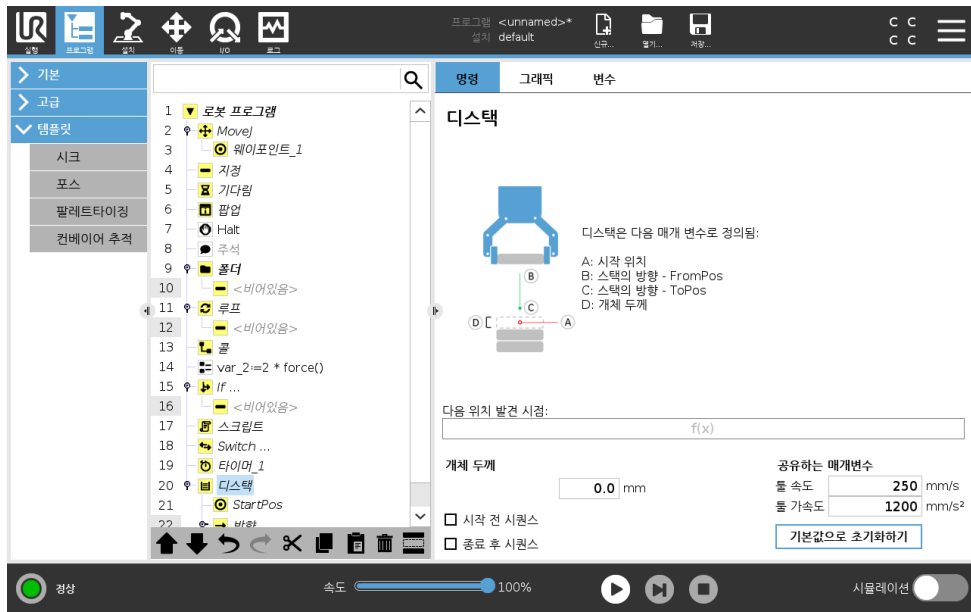 UR
실행
프로그램
설치
이동
I/O
로그
프로그램 <unnamed>*
설치 default
신규...
열기...
저장...
C C
C C
기본
고급
템플릿
시크
포스
팔레트타이징
컨베이어 추적
1 로봇 프로그램
2 MoveJ
3 웨이포인트_1
4 지정
5 기다림
6 팝업
7 Halt
8 주석
9 폴더
10 <비어있음>
11 루프
12 <비어있음>
13 콜
14 var_2:=2 * force()
15 If ...
16 <비어있음>
17 스크립트
18 Switch ...
19 타이머_1
20 디스택
21 StartPos
22 방향
명령
그래픽
변수
디스택
B
C
D
A
디스택은 다음 매개 변수로 정의됨:
A: 시작 위치
B: 스택의 방향 - FromPos
C: 스택의 방향 - ToPos
D: 개체 두께
다음 위치 발견 시점:
f(x)
개체 두께
0.0 mm
시작 전 시퀀스
종료 후 시퀀스
공유하는 매개변수
툴 속도 250 mm/s
툴 가속도 1200 mm/s²
기본값으로 초기화하기
정상
속도 100%
시뮬레이션